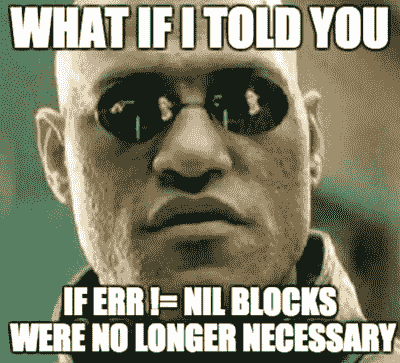 WHAT IF I TOLD YOU
IF ERR != NIL BLOCKS
WERE NO LONGER NECESSARY